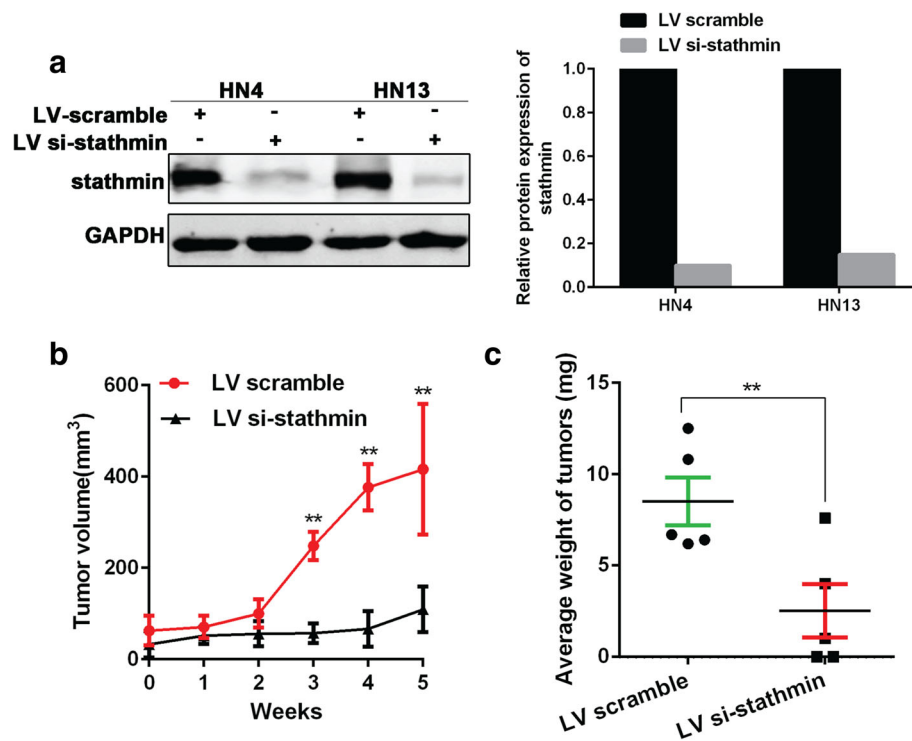 a
HN4 HN13
LV-scramble + - + -
LV si-stathmin - + - +
stathmin
GAPDH
LV scramble
LV si-stathmin
Relative protein expression of
stathmin
1.0
0.8
0.6
0.4
0.2
0.0
HN4 HN13
b
LV scramble
LV si-stathmin
Tumor volume(mm³)
600
400
200
0
** ** **
0 1 2 3 4 5
Weeks
c
Average weight of tumors (mg)
15
10
5
0
**
LV scramble
LV si-stathmin